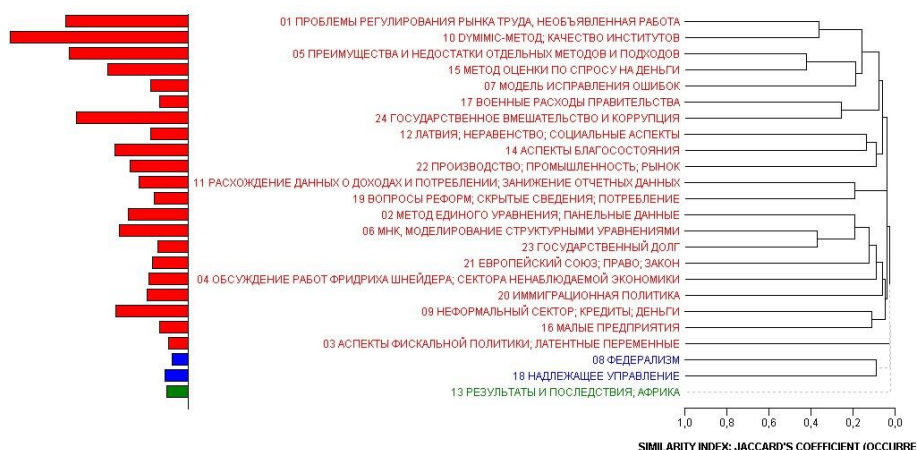 01 ПРОБЛЕМЫ РЕГУЛИРОВАНИЯ РЫНКА ТРУДА, НЕОБЪЯВЛЕННАЯ РАБОТА
10 DYMIMIC-МЕТОД; КАЧЕСТВО ИНСТИТУТОВ
05 ПРЕИМУЩЕСТВА И НЕДОСТАТКИ ОТДЕЛЬНЫХ МЕТОДОВ И ПОДХОДОВ
15 МЕТОД ОЦЕНКИ ПО СПРОСУ НА ДЕНЬГИ
07 МОДЕЛЬ ИСПРАВЛЕНИЯ ОШИБОК
17 ВОЕННЫЕ РАСХОДЫ ПРАВИТЕЛЬСТВА
24 ГОСУДАРСТВЕННОЕ ВМЕШАТЕЛЬСТВО И КОРРУПЦИЯ
12 ЛАТВИЯ; НЕРАВЕНСТВО; СОЦИАЛЬНЫЕ АСПЕКТЫ
14 АСПЕКТЫ БЛАГОСОСТОЯНИЯ
22 ПРОИЗВОДСТВО; ПРОМЫШЛЕННОСТЬ; РЫНОК
11 РАСХОЖДЕНИЕ ДАННЫХ О ДОХОДАХ И ПОТРЕБЛЕНИИ; ЗАНИЖЕНИЕ ОТЧЕТНЫХ ДАННЫХ
19 ВОПРОСЫ РЕФОРМ; СКРЫТЫЕ СВЕДЕНИЯ; ПОТРЕБЛЕНИЕ
02 МЕТОД ЕДИНОГО УРАВНЕНИЯ; ПАНЕЛЬНЫЕ ДАННЫЕ
06 МНК, МОДЕЛИРОВАНИЕ СТРУКТУРНЫМИ УРАВНЕНИЯМИ
23 ГОСУДАРСТВЕННЫЙ ДОЛГ
21 ЕВРОПЕЙСКИЙ СОЮЗ; ПРАВО; ЗАКОН
04 ОБСУЖДЕНИЕ РАБОТ ФРИДРИХА ШНЕЙДЕРА; СЕКТОРА НЕНАБЛЮДАЕМОЙ ЭКОНОМИКИ
20 ИММИГРАЦИОННАЯ ПОЛИТИКА
09 НЕФОРМАЛЬНЫЙ СЕКТОР; КРЕДИТЫ; ДЕНЬГИ
16 МАЛЫЕ ПРЕДПРИЯТИЯ
03 АСПЕКТЫ ФИСКАЛЬНОЙ ПОЛИТИКИ; ЛАТЕНТНЫЕ ПЕРЕМЕННЫЕ
08 ФЕДЕРАЛИЗМ
18 НАДЛЕЖАЩЕЕ УПРАВЛЕНИЕ
13 РЕЗУЛЬТАТЫ И ПОСЛЕДСТВИЯ; АФРИКА
1,0 0,8 0,6 0,4 0,2 0,0
SIMILARITY INDEX: JACCARD'S COEFFICIENT (OCCURRE